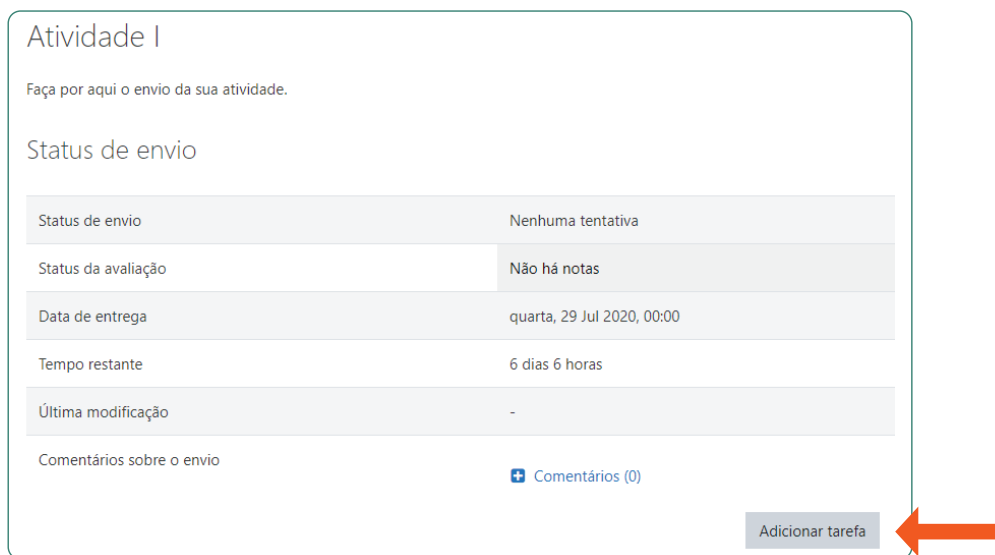 Atividade I
Faça por aqui o envio da sua atividade.
Status de envio
Status de envio Nenhuma tentativa
Status da avaliação Não há notas
Data de entrega quarta, 29 Jul 2020, 00:00
Tempo restante 6 dias 6 horas
Última modificação -
Comentários sobre o envio
Comentários (0)
Adicionar tarefa